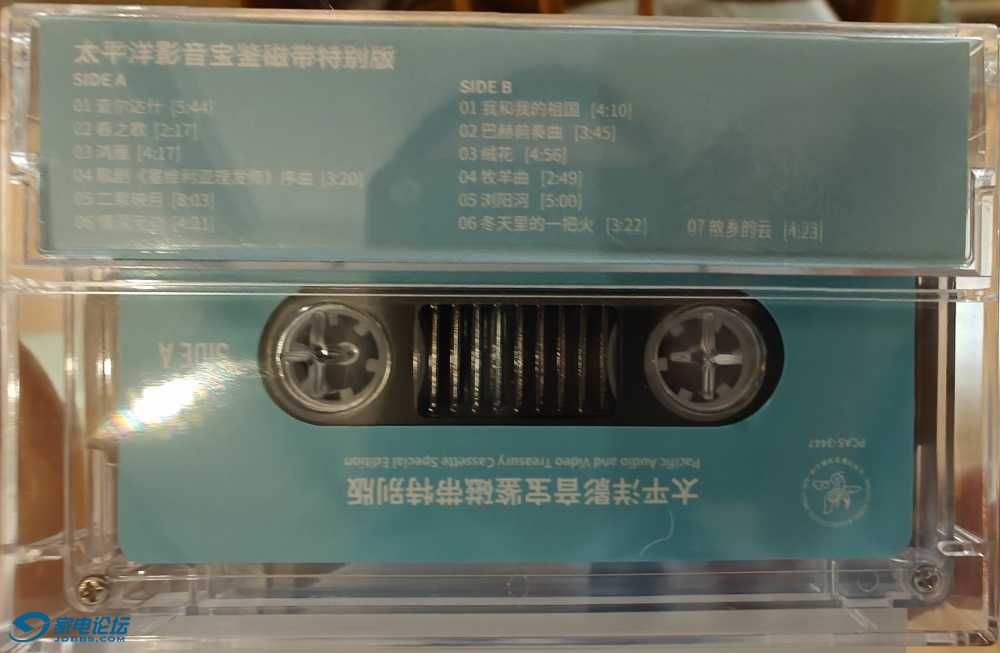 太平洋影音宝鉴磁带特别版
SIDE A
01 查尔达什 [5:44]
02 春之歌 [2:17]
03 鸿雁 [4:17]
04 歌剧《塞维利亚理发师》序曲 [3:20]
05 二泉映月 [8:03]
06 [4:21]
SIDE B
01 我和我的祖国 [4:10]
02 巴赫前奏曲 [3:45]
03 绒花 [4:56]
04 牧羊曲 [2:49]
05 浏阳河 [5:00]
06 冬天里的一把火 [3:22]
07 故乡的云 [4:23]
SIDE A
PCAS-3447
Pacific Audio and Video Treasury Cassette Special Edition
太平洋影音宝鉴磁带特别版
家电论坛
JDBBS.COM